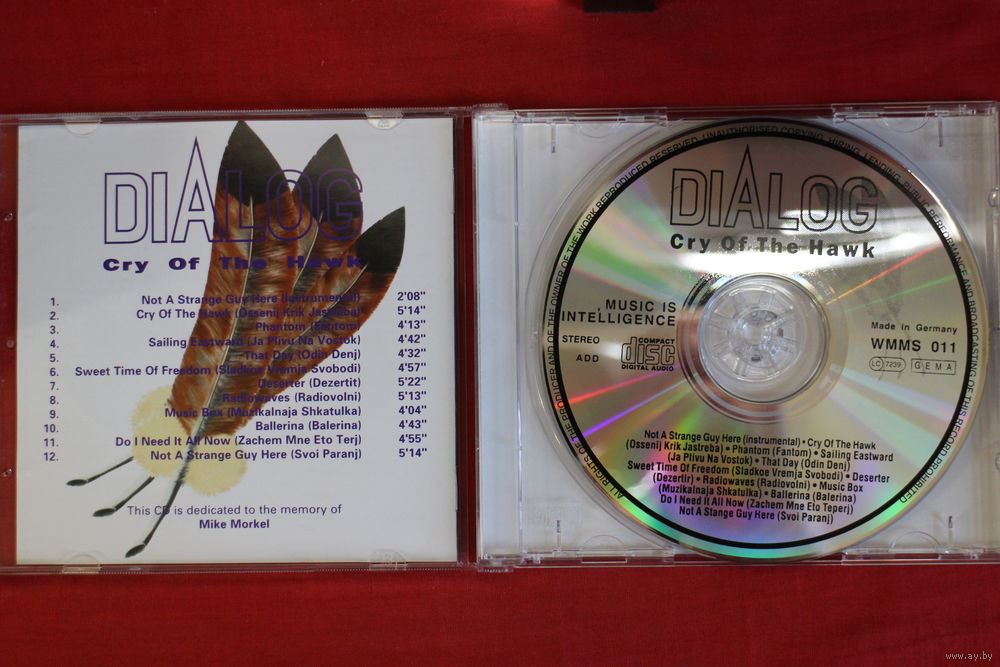 DIALOG
Cry Of The Hawk
1. Not A Strange Guy Here (Instrumental) 2'08"
2. Cry Of The Hawk (Ossenij Krik Jastreba) 5'14"
3. Phantom (Fantom) 4'13"
4. Sailing Eastward (Ja Plivu Na Vostok) 4'42"
5. That Day (Odin Denj) 4'32"
6. Sweet Time Of Freedom (Sladkoe Vremja Svobodi) 4'57"
7. Deserter (Dezertit) 5'22"
8. Radiowaves (Radiovolni) 5'13"
9. Music Box (Muzikalnaja Shkatulka) 4'04"
10. Ballerina (Balerina) 4'43"
11. Do I Need It All Now (Zachem Mne Eto Terj) 4'55"
12. Not A Strange Guy Here (Svoi Paranj) 5'14"
This CD is dedicated to the memory of
Mike Morkel
ALL RIGHTS OF THE PRODUCER AND OF THE OWNER OF THE WORK REPRODUCED RESERVED. UNAUTHORISED COPYING, HIRING, LENDING, PUBLIC PERFORMANCE AND BROADCASTING OF THIS RECORD PROHIBITED
DIALOG
Cry Of The Hawk
MUSIC IS
INTELLIGENCE
STEREO
ADD
COMPACT
disc
DIGITAL AUDIO
Made in Germany
WMMS 011
LC 7239
GEMA
Not A Strange Guy Here (instrumental) • Cry Of The Hawk
(Ossenij Krik Jastreba) • Phantom (Fantom) • Sailing Eastward
(Ja Plivu Na Vostok) • That Day (Odin Denj)
Sweet Time Of Freedom (Sladkoe Vremja Svobodi) • Deserter
(Dezertir) • Radiowaves (Radiovolni) • Music Box
(Muzikalnaja Shkatulka) • Ballerina (Balerina)
Do I Need It All Now (Zachem Mne Eto Teperj)
Not A Stange Guy Here (Svoi Paranj)
www.ay.by